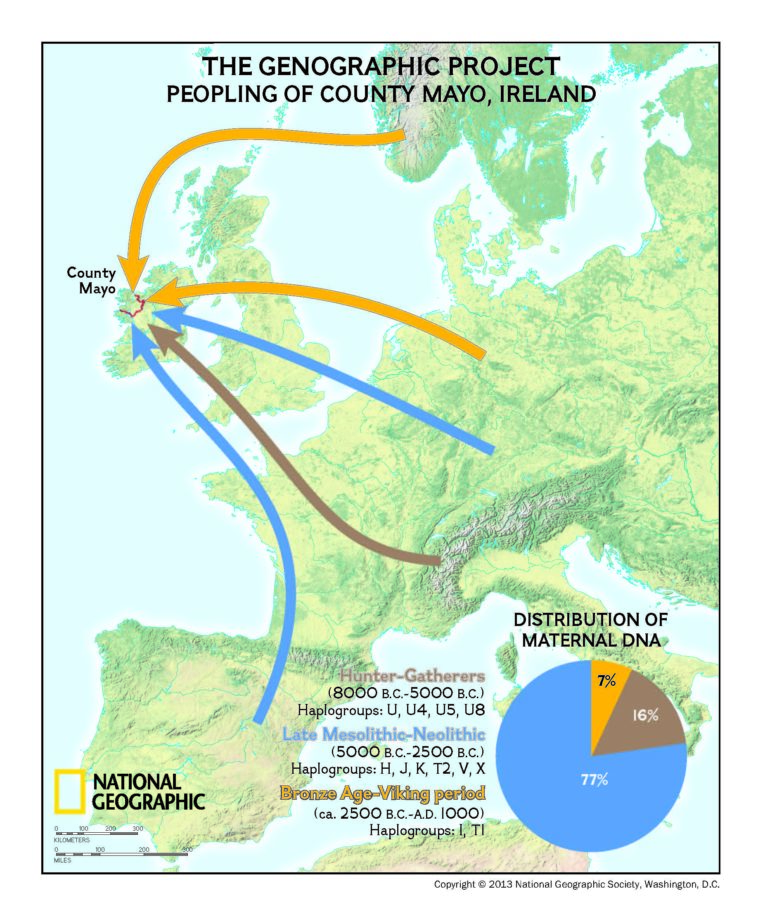 THE GENOGRAPHIC PROJECT
PEOPLING OF COUNTY MAYO, IRELAND
County
Mayo
DISTRIBUTION OF
MATERNAL DNA
7%
16%
77%
Hunter-Gatherers
(8000 B.C.-5000 B.C.)
Haplogroups: U, U4, U5, U8
Late Mesolithic-Neolithic
(5000 B.C.-2500 B.C.)
Haplogroups: H, J, K, T2, V, X
Bronze Age-Viking period
(ca. 2500 B.C.-A.D. 1000)
Haplogroups: I, T1
NATIONAL
GEOGRAPHIC
0 100 200 300
KILOMETERS
0 100 200 300
MILES
Copyright © 2013 National Geographic Society, Washington, D.C.